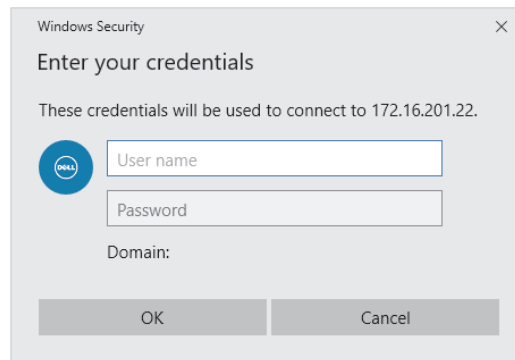 Windows Security
Enter your credentials
These credentials will be used to connect to 172.16.201.22.
DELL
User name
Password
Domain:
OK
Cancel